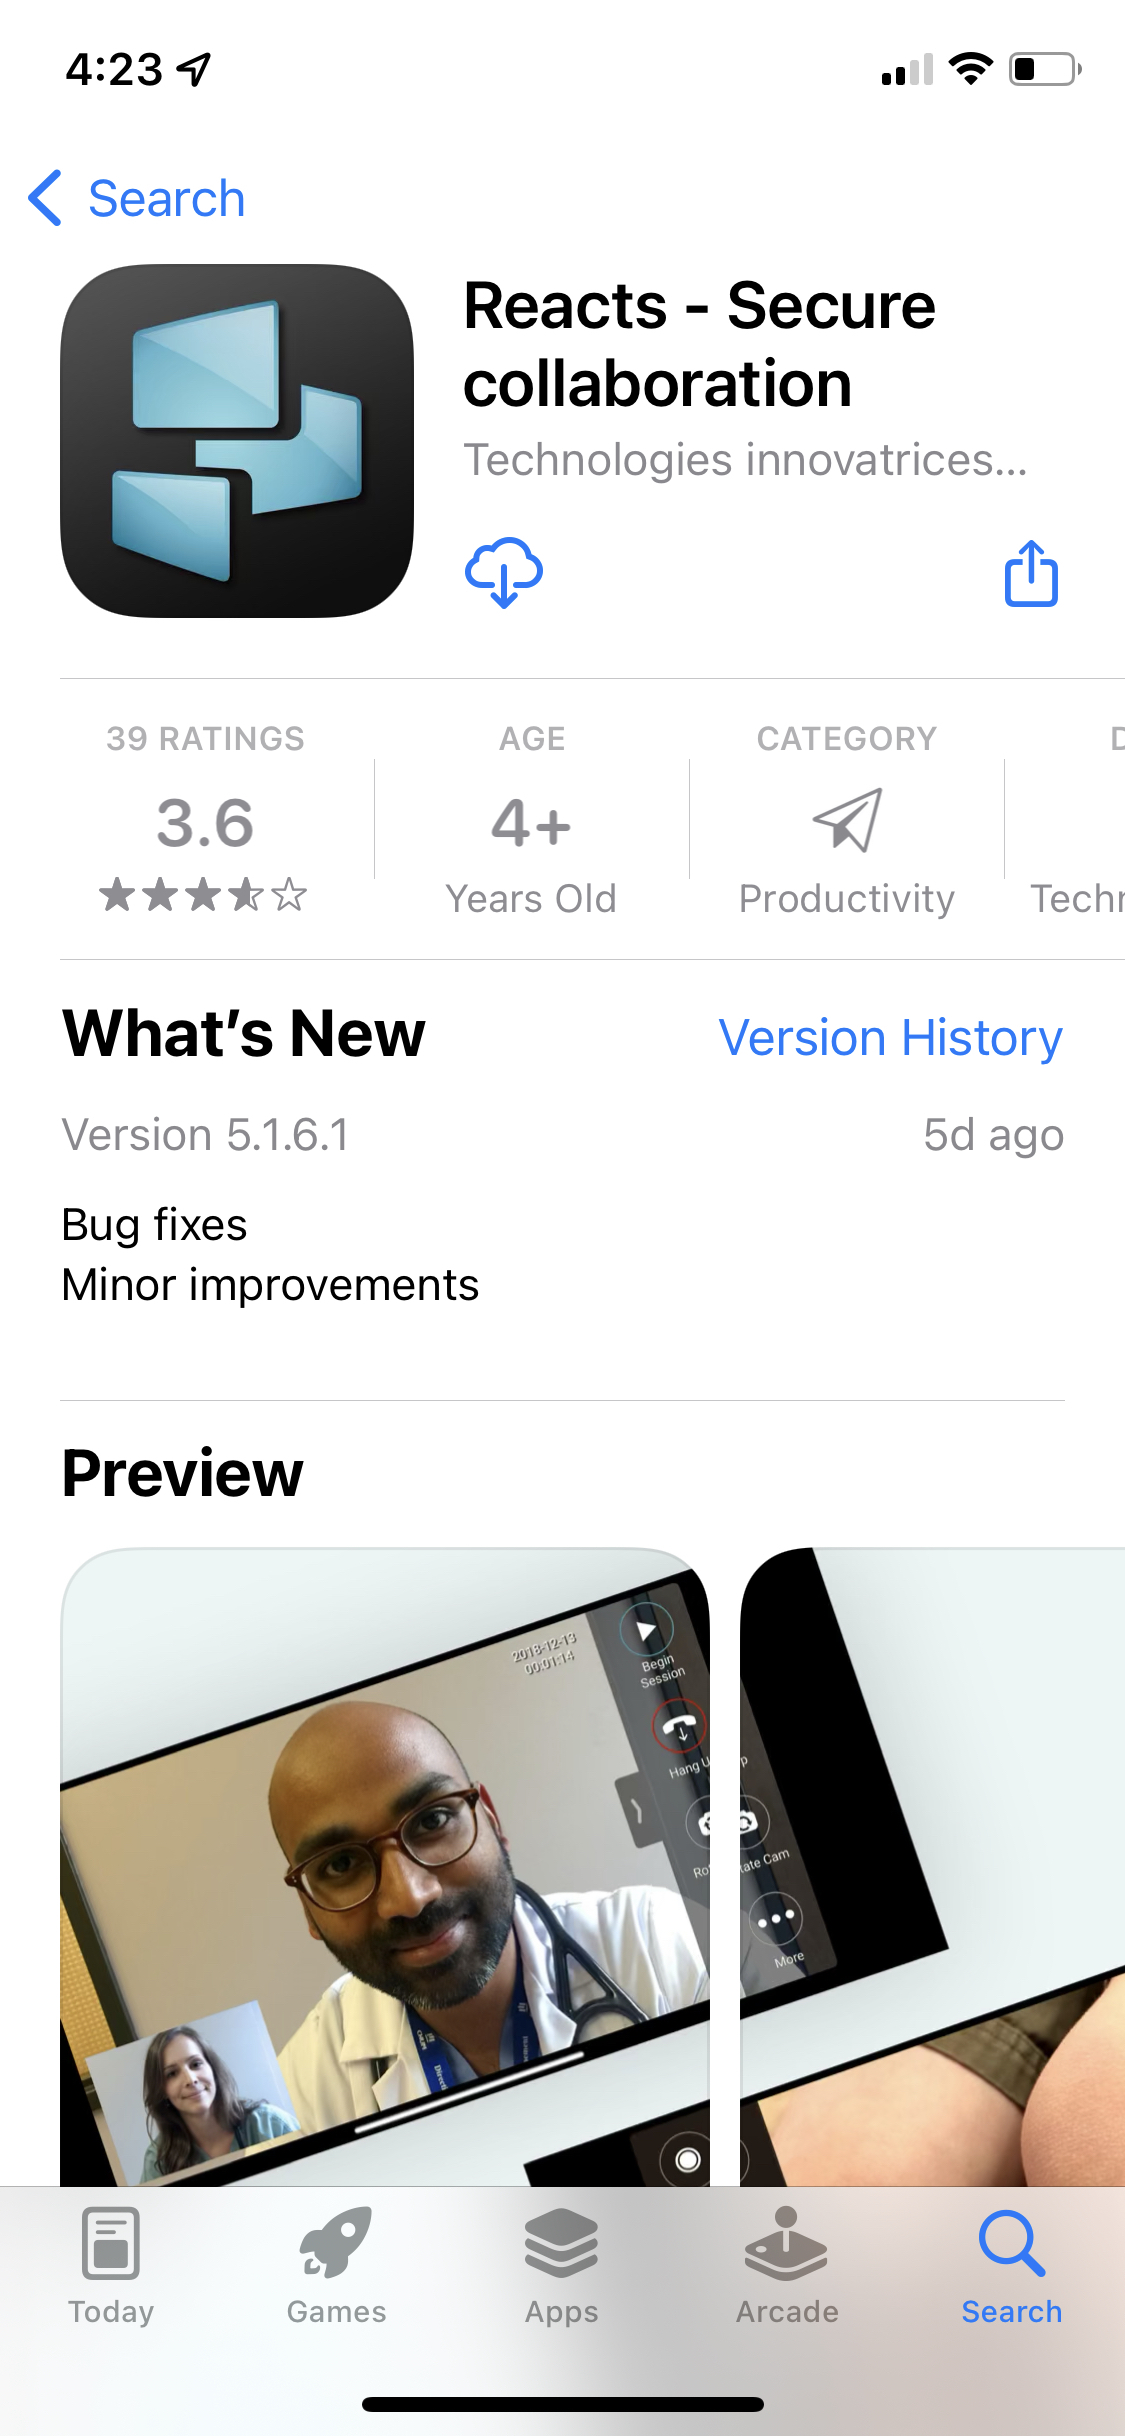 4:23
Search
Reacts - Secure
collaboration
Technologies innovatrices...
39 RATINGS
AGE
CATEGORY
3.6
4+
Years Old
Productivity
What's New
Version History
Version 5.1.6.1
5d ago
Bug fixes
Minor improvements
Preview
2018-12-13
00:01:14
Begin
Session
Hang U
p
Ro
tate Cam
More
Today
Games
Apps
Arcade
Search